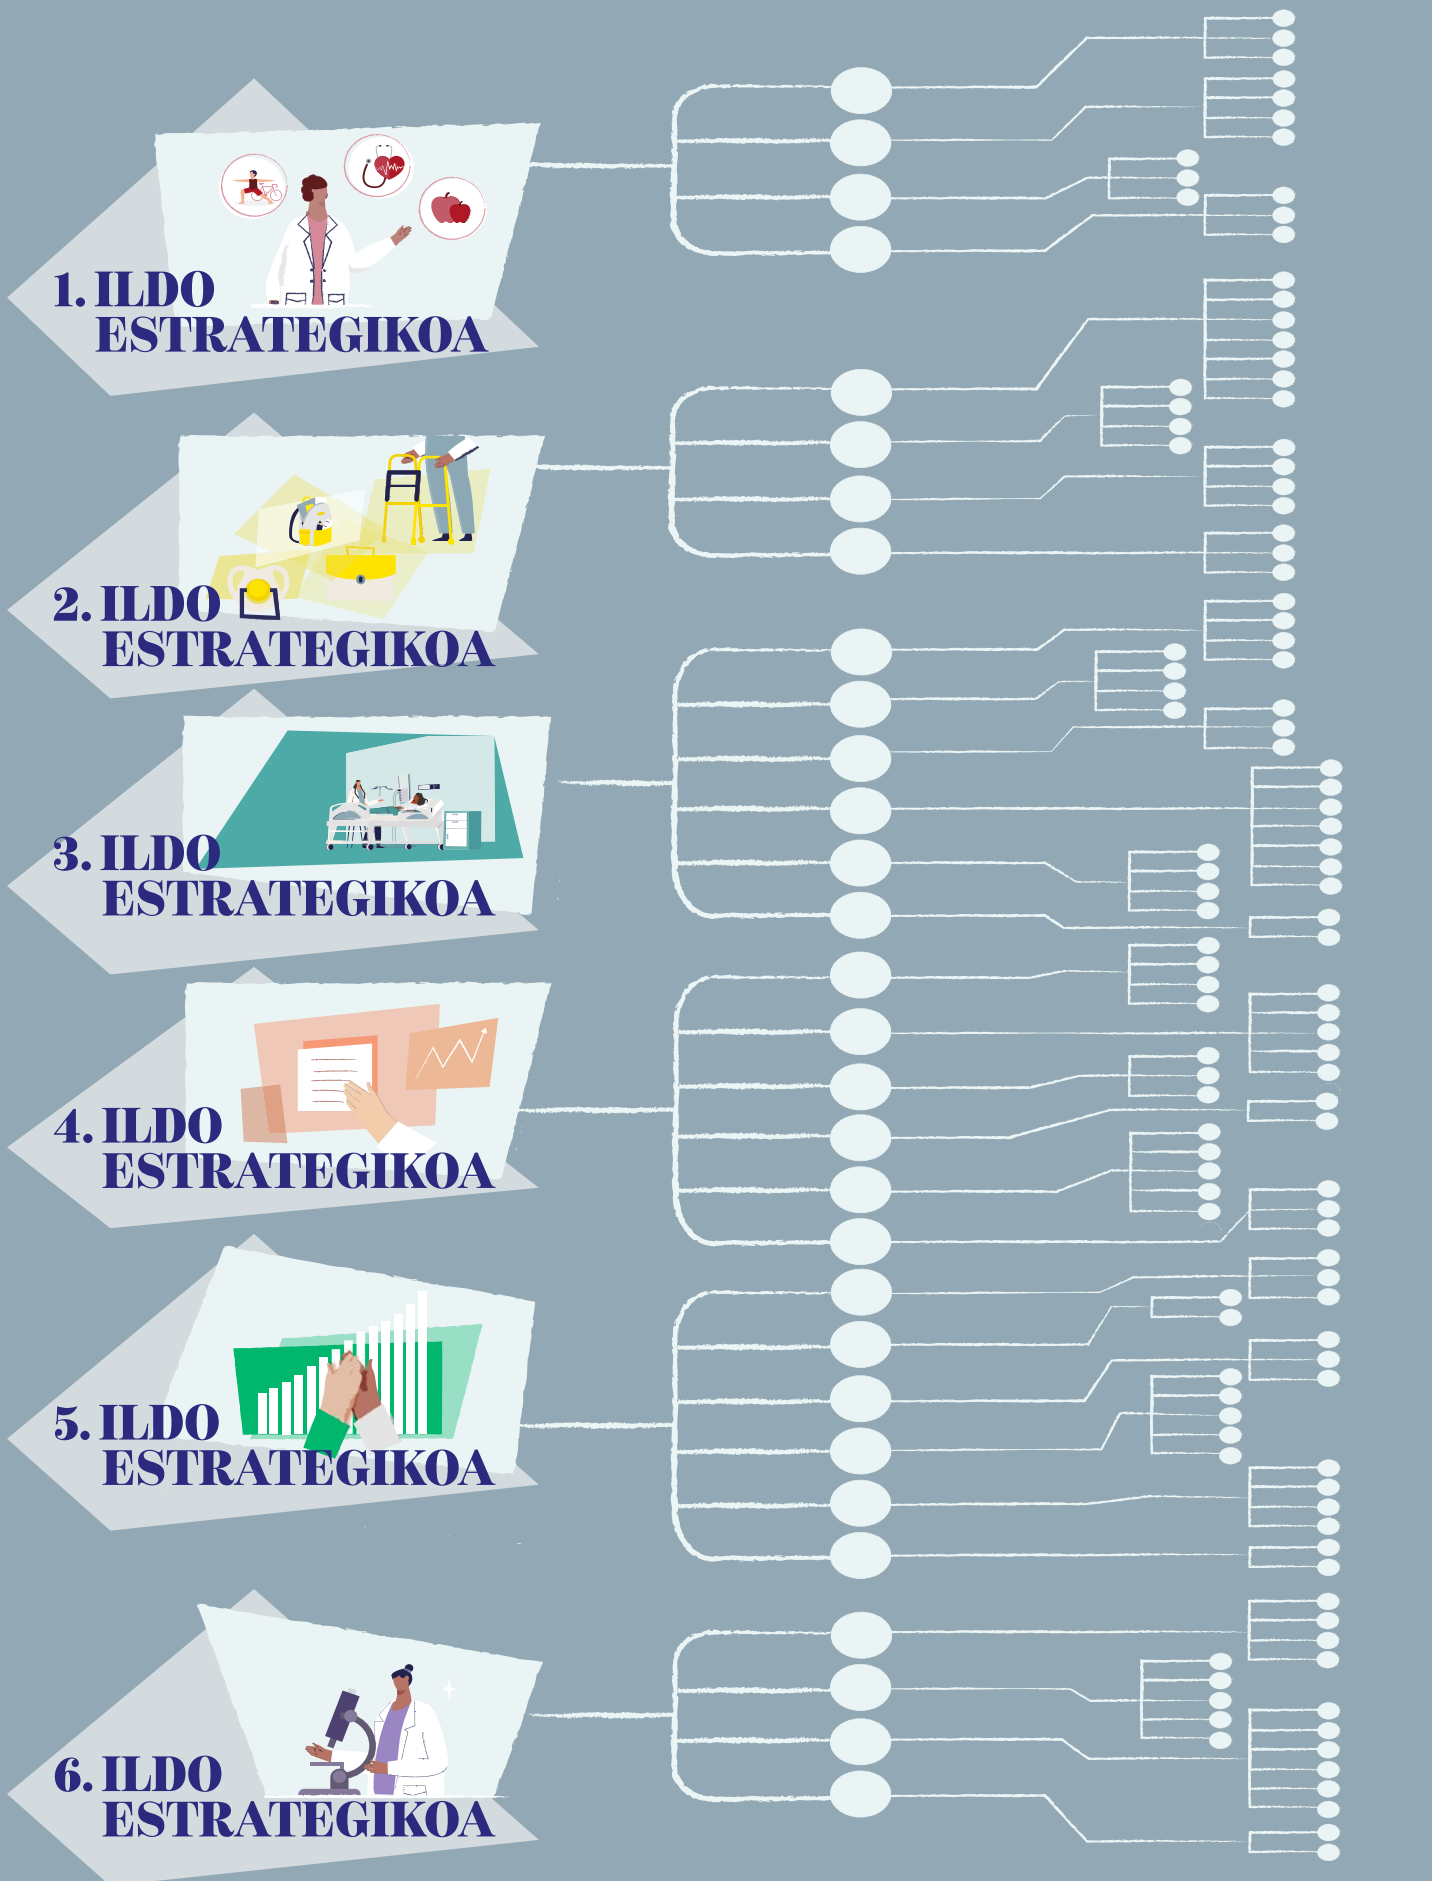 1. ILDO
ESTRATEGIKOA
2. ILDO
ESTRATEGIKOA
3. ILDO
ESTRATEGIKOA
4. ILDO
ESTRATEGIKOA
5. ILDO
ESTRATEGIKOA
6. ILDO
ESTRATEGIKOA